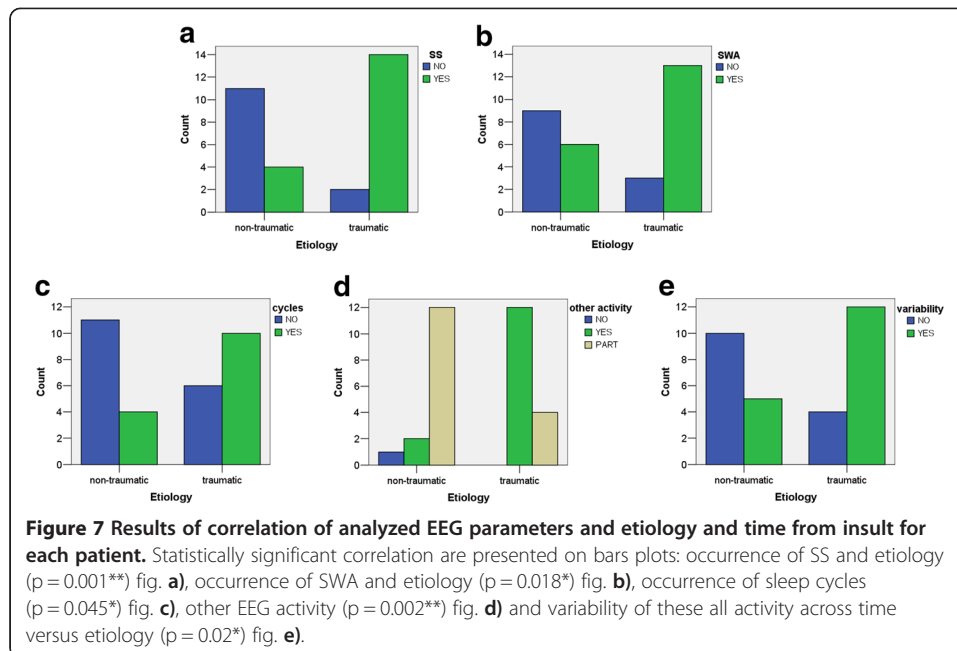 a
SS
NO
YES
14
12
10
8
6
4
2
0
Count
non-traumatic traumatic
Etiology
b
SWA
NO
YES
14
12
10
8
6
4
2
0
Count
non-traumatic traumatic
Etiology
c
cycles
NO
YES
12
10
8
6
4
2
0
Count
non-traumatic traumatic
Etiology
d
other activity
NO
YES
PART
12
10
8
6
4
2
0
Count
non-traumatic traumatic
Etiology
e
variability
NO
YES
12
10
8
6
4
2
0
Count
non-traumatic traumatic
Etiology
Figure 7 Results of correlation of analyzed EEG parameters and etiology and time from insult for
each patient. Statistically significant correlation are presented on bars plots: occurrence of SS and etiology
(p = 0.001**) fig. a), occurrence of SWA and etiology (p = 0.018*) fig. b), occurrence of sleep cycles
(p = 0.045*) fig. c), other EEG activity (p = 0.002**) fig. d) and variability of these all activity across time
versus etiology (p = 0.02*) fig. e).